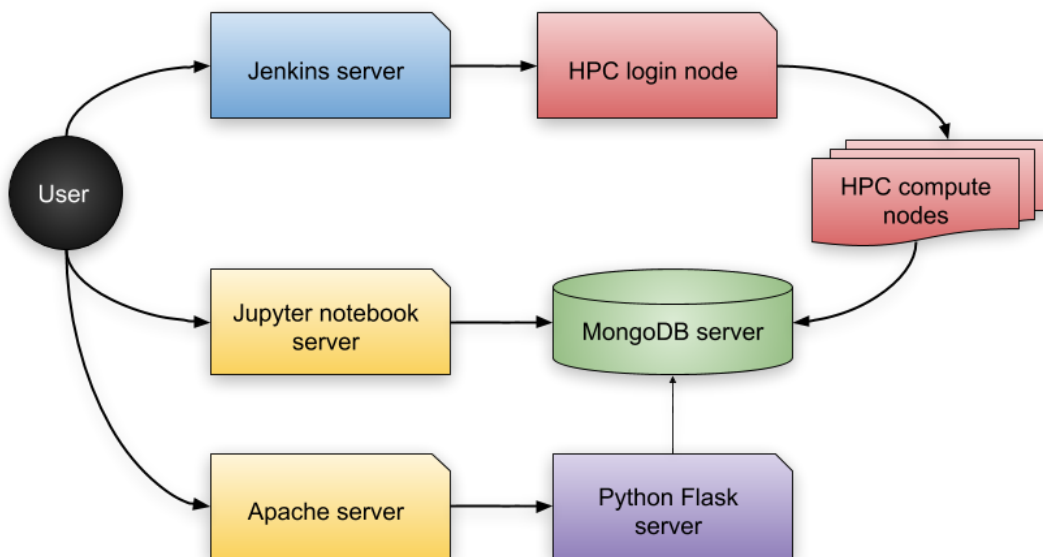 Jenkins server
HPC login node
User
HPC compute
nodes
Jupyter notebook
server
MongoDB server
Apache server
Python Flask
server